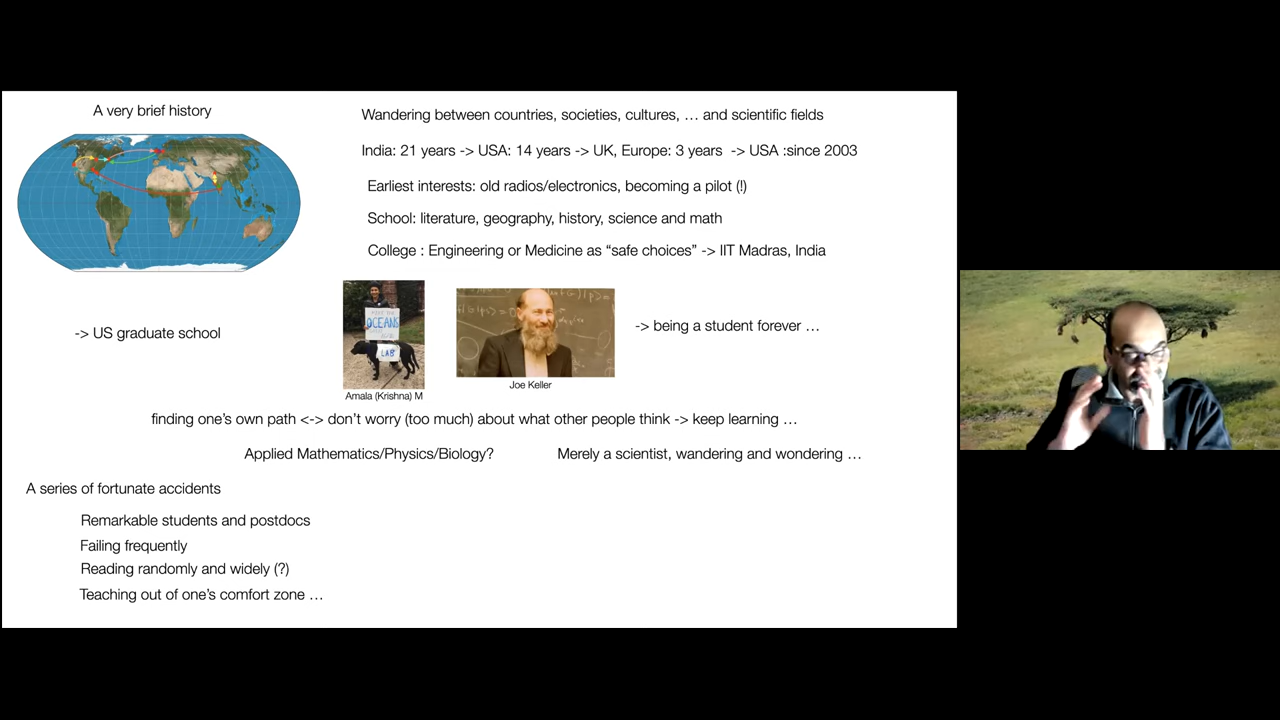 A very brief history
Wandering between countries, societies, cultures, … and scientific fields
India: 21 years -> USA: 14 years -> UK, Europe: 3 years -> USA :since 2003
Earliest interests: old radios/electronics, becoming a pilot (!)
School: literature, geography, history, science and math
College : Engineering or Medicine as “safe choices” -> IIT Madras, India
-> US graduate school
OCEANS
LAB
Amala (Krishna) M
Joe Keller
-> being a student forever …
finding one’s own path <-> don’t worry (too much) about what other people think -> keep learning …
Applied Mathematics/Physics/Biology?
Merely a scientist, wandering and wondering …
A series of fortunate accidents
Remarkable students and postdocs
Failing frequently
Reading randomly and widely (?)
Teaching out of one’s comfort zone …